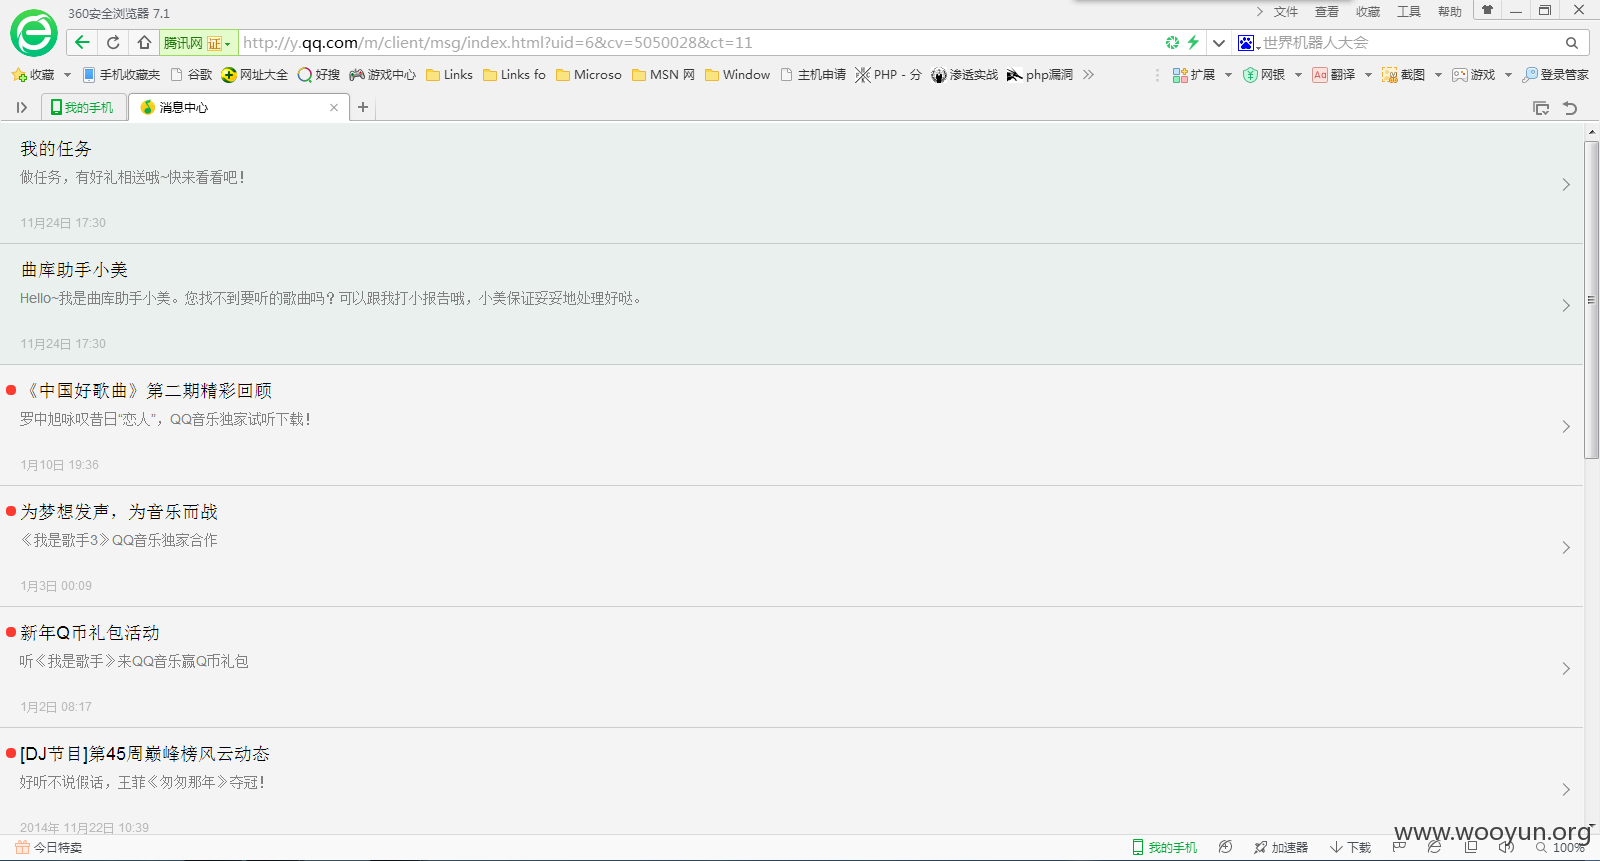 360安全浏览器 7.1
文件 查看 收藏 工具 帮助
腾讯网 证 http://y.qq.com/m/client/msg/index.html?uid=6&cv=5050028&ct=11 世界机器人大会
收藏 手机收藏夹 谷歌 网址大全 好搜 游戏中心 Links Links fo Microso MSN 网 Window 主机申请 PHP - 分 渗透实战 php漏洞 扩展 网银 Aa 翻译 截图 游戏 登录管家
我的手机 消息中心
我的任务
做任务，有好礼相送哦~快来看看吧！
11月24日 17:30
曲库助手小美
Hello~我是曲库助手小美。您找不到要听的歌曲吗？可以跟我打小报告哦，小美保证妥妥地处理好哒。
11月24日 17:30
《中国好歌曲》第二期精彩回顾
罗中旭咏叹昔日“恋人”，QQ音乐独家试听下载！
1月10日 19:36
为梦想发声，为音乐而战
《我是歌手3》QQ音乐独家合作
1月3日 00:09
新年Q币礼包活动
听《我是歌手》来QQ音乐赢Q币礼包
1月2日 08:17
[DJ节目]第45周巅峰榜风云动态
好听不说假话，王菲《匆匆那年》夺冠！
2014年 11月22日 10:39
www.wooyun.org
今日特卖 我的手机 加速器 下载 100%